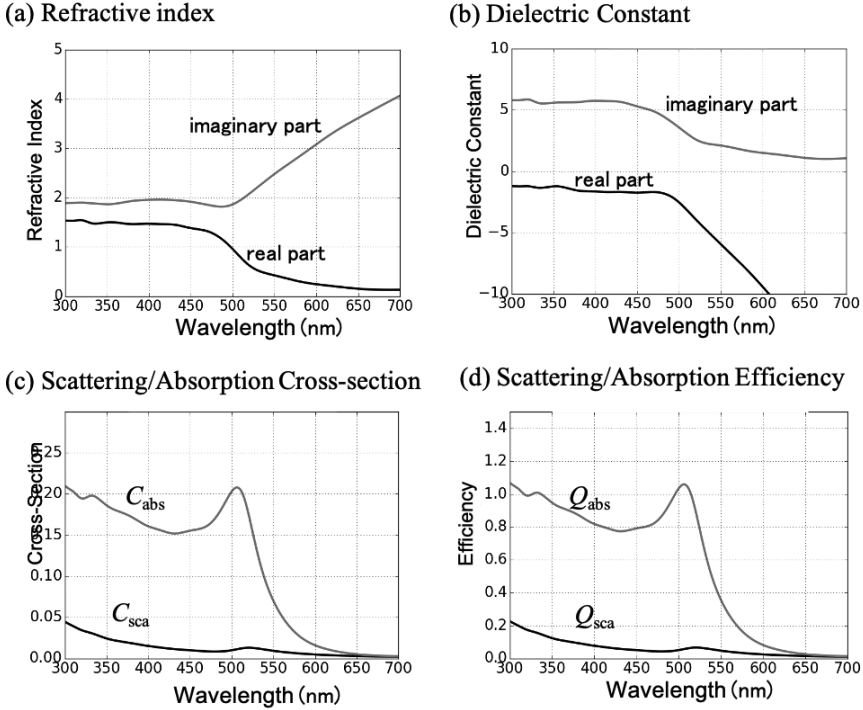 (a) Refractive index
5
4
3
2
1
0
Refractive Index
imaginary part
real part
300 350 400 450 500 550 600 650 700
Wavelength (nm)
(b) Dielectric Constant
10
5
0
−5
−10
Dielectric Constant
imaginary part
real part
300 350 400 450 500 550 600 650 700
Wavelength (nm)
(c) Scattering/Absorption Cross-section
0.25
0.20
0.15
0.10
0.05
0.00
Cross-Section
Cabs
Csca
300 350 400 450 500 550 600 650 700
Wavelength (nm)
(d) Scattering/Absorption Efficiency
1.4
1.2
1.0
0.8
0.6
0.4
0.2
0.0
Efficiency
Qabs
Qsca
300 350 400 450 500 550 600 650 700
Wavelength (nm)